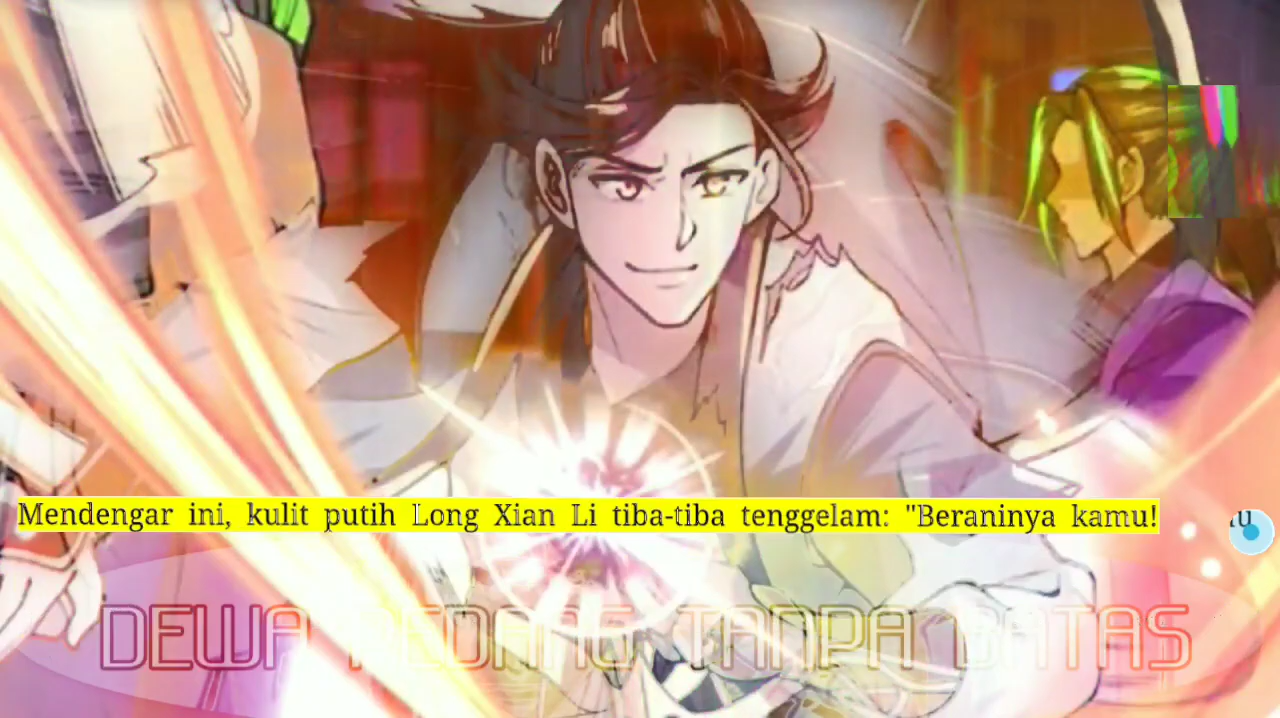 Mendengar ini, kulit putih Long Xian Li tiba-tiba tenggelam: "Beraninya kamu!
DEWA PEDANG TANPA BATAS